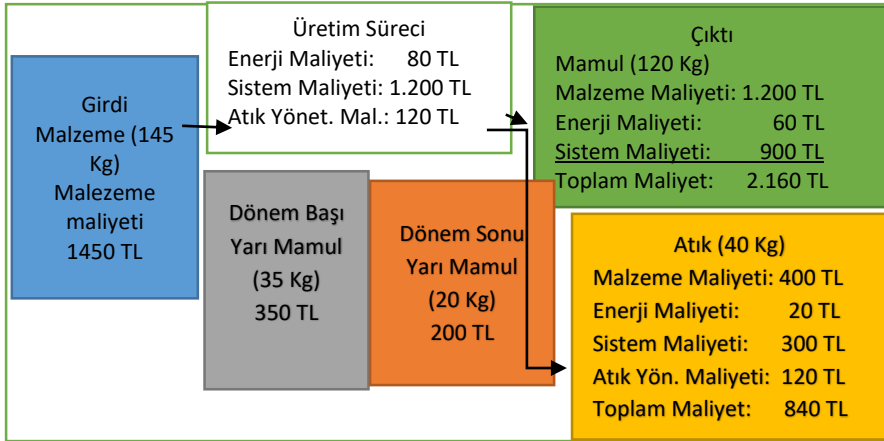 Girdi
Malzeme (145
Kg)
Malezeme
maliyeti
1450 TL
Üretim Süreci
Enerji Maliyeti: 80 TL
Sistem Maliyeti: 1.200 TL
Atık Yönet. Mal.: 120 TL
Dönem Başı
Yarı Mamul
(35 Kg)
350 TL
Dönem Sonu
Yarı Mamul
(20 Kg)
200 TL
Çıktı
Mamul (120 Kg)
Malzeme Maliyeti: 1.200 TL
Enerji Maliyeti: 60 TL
Sistem Maliyeti: 900 TL
Toplam Maliyet: 2.160 TL
Atık (40 Kg)
Malzeme Maliyeti: 400 TL
Enerji Maliyeti: 20 TL
Sistem Maliyeti: 300 TL
Atık Yön. Maliyeti: 120 TL
Toplam Maliyet: 840 TL